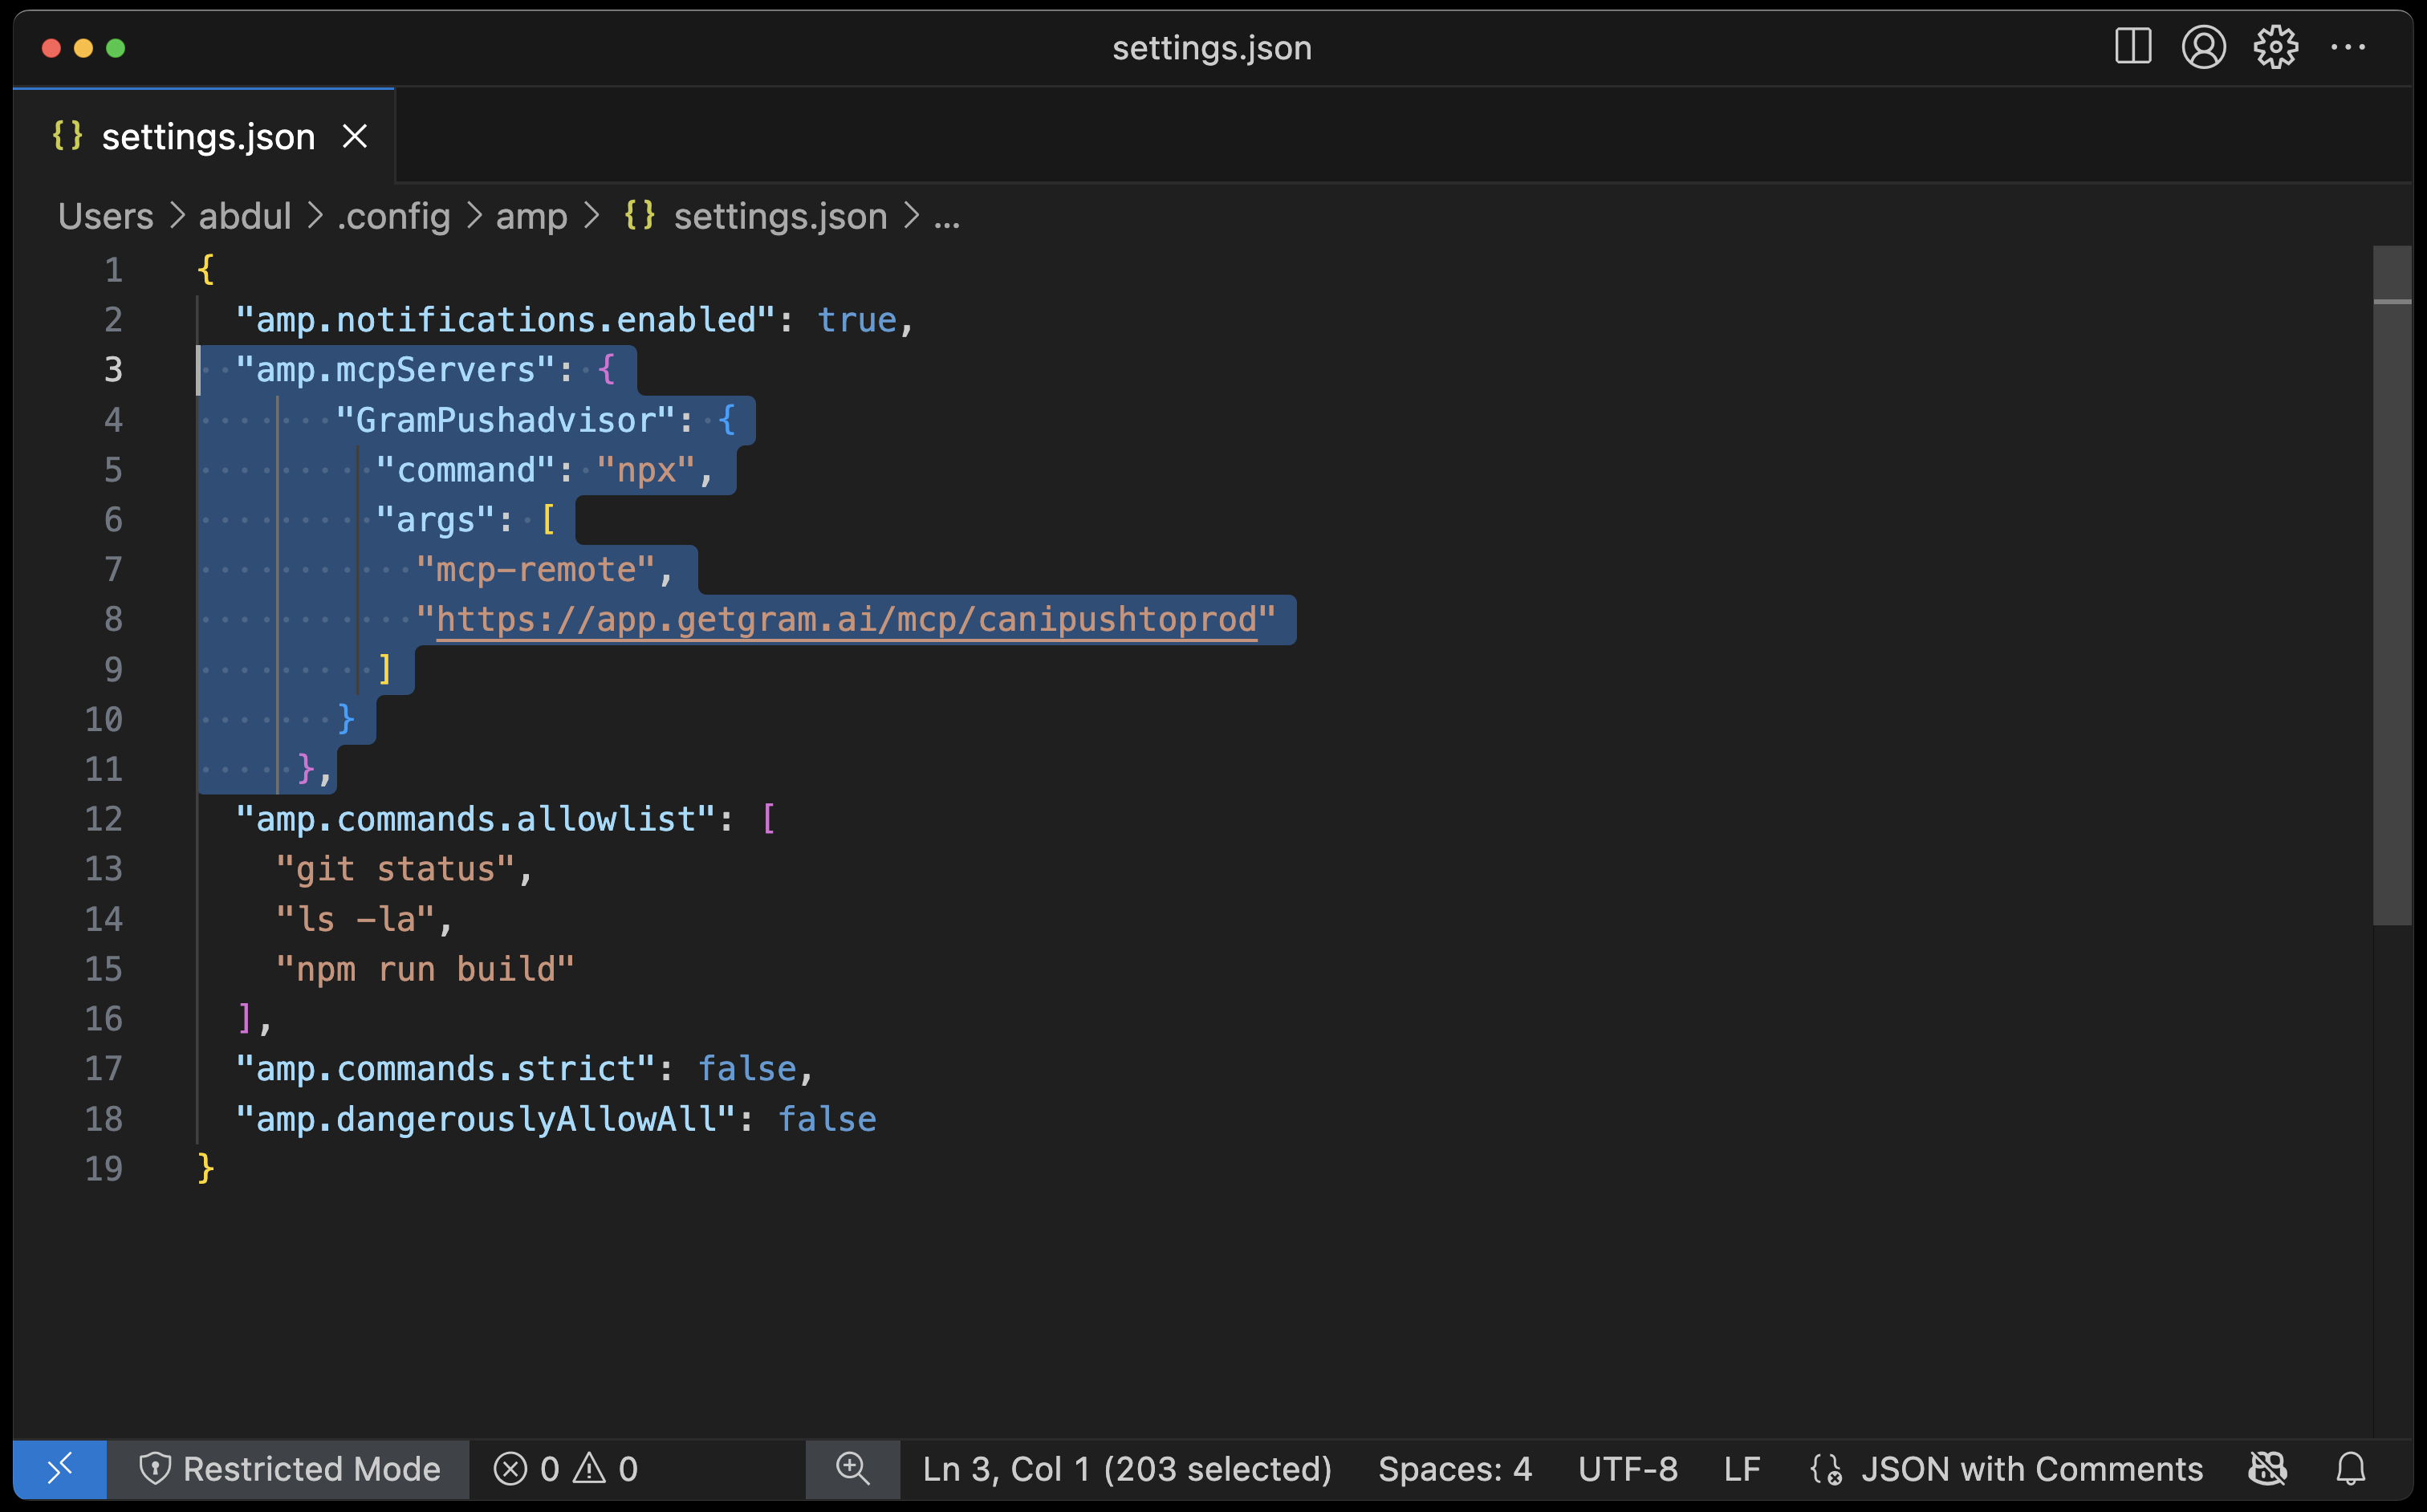 settings.json
{} settings.json
Users > abdul > .config > amp > {} settings.json > ...
1 {
2 "amp.notifications.enabled": true,
3 "amp.mcpServers": {
4 "GramPushadvisor": {
5 "command": "npx",
6 "args": [
7 "mcp-remote",
8 "https://app.getgram.ai/mcp/canipushtoprod"
9 ]
10 }
11 },
12 "amp.commands.allowlist": [
13 "git status",
14 "ls -la",
15 "npm run build"
16 ],
17 "amp.commands.strict": false,
18 "amp.dangerouslyAllowAll": false
19 }
Restricted Mode 0 0 Ln 3, Col 1 (203 selected) Spaces: 4 UTF-8 LF JSON with Comments